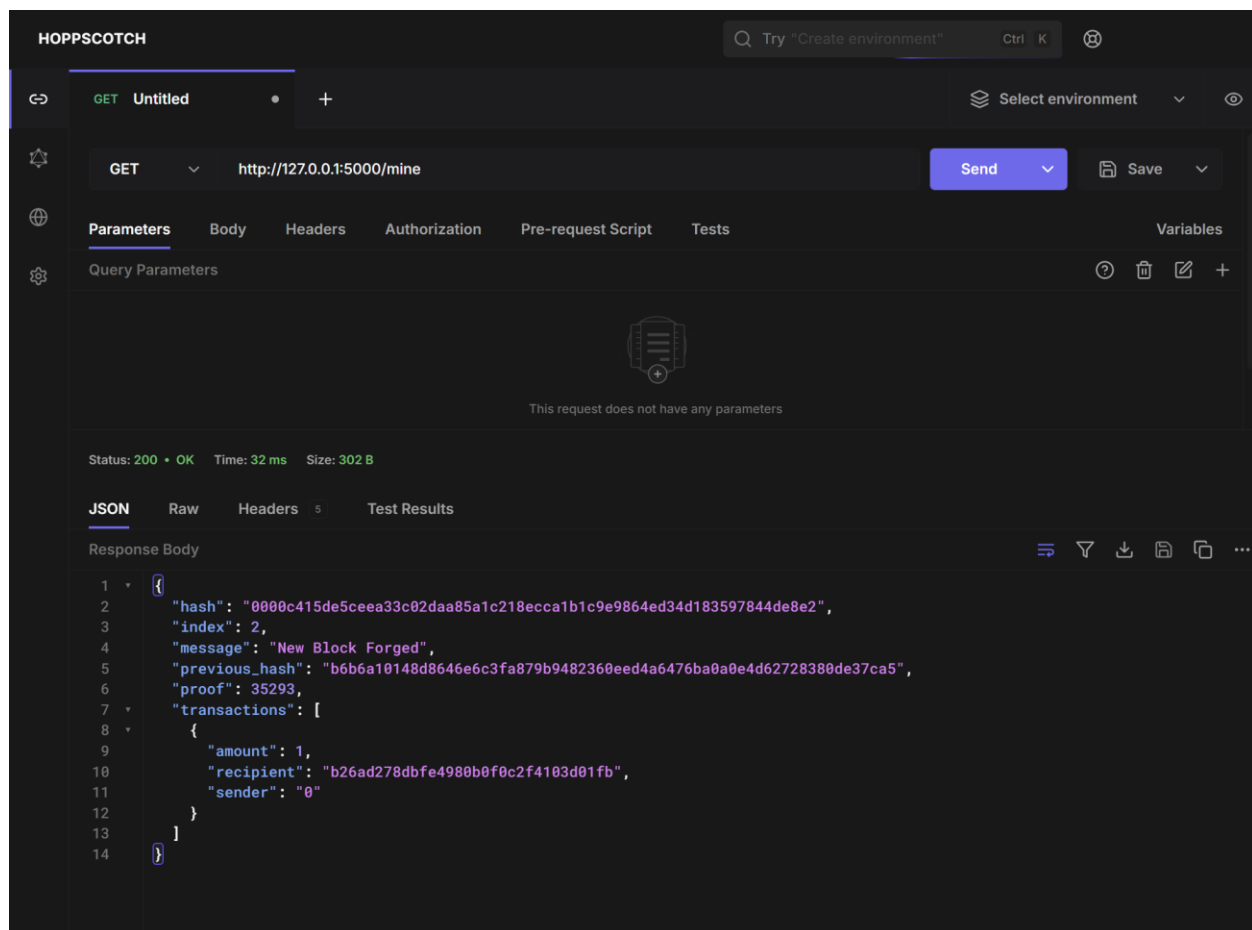 HOPPSCOTCH
Try "Create environment" Ctrl K
GET Untitled
Select environment
GET http://127.0.0.1:5000/mine Send Save
Parameters Body Headers Authorization Pre-request Script Tests Variables
Query Parameters
This request does not have any parameters
Status: 200 • OK Time: 32 ms Size: 302 B
JSON Raw Headers 5 Test Results
Response Body
1 {
2 "hash": "0000c415de5ceea33c02daa85a1c218ecca1b1c9e9864ed34d183597844de8e2",
3 "index": 2,
4 "message": "New Block Forged",
5 "previous_hash": "b6b6a10148d8646e6c3fa879b9482360eed4a6476ba0a0e4d62728380de37ca5",
6 "proof": 35293,
7 "transactions": [
8 {
9 "amount": 1,
10 "recipient": "b26ad278dbfe4980b0f0c2f4103d01fb",
11 "sender": "0"
12 }
13 ]
14 }